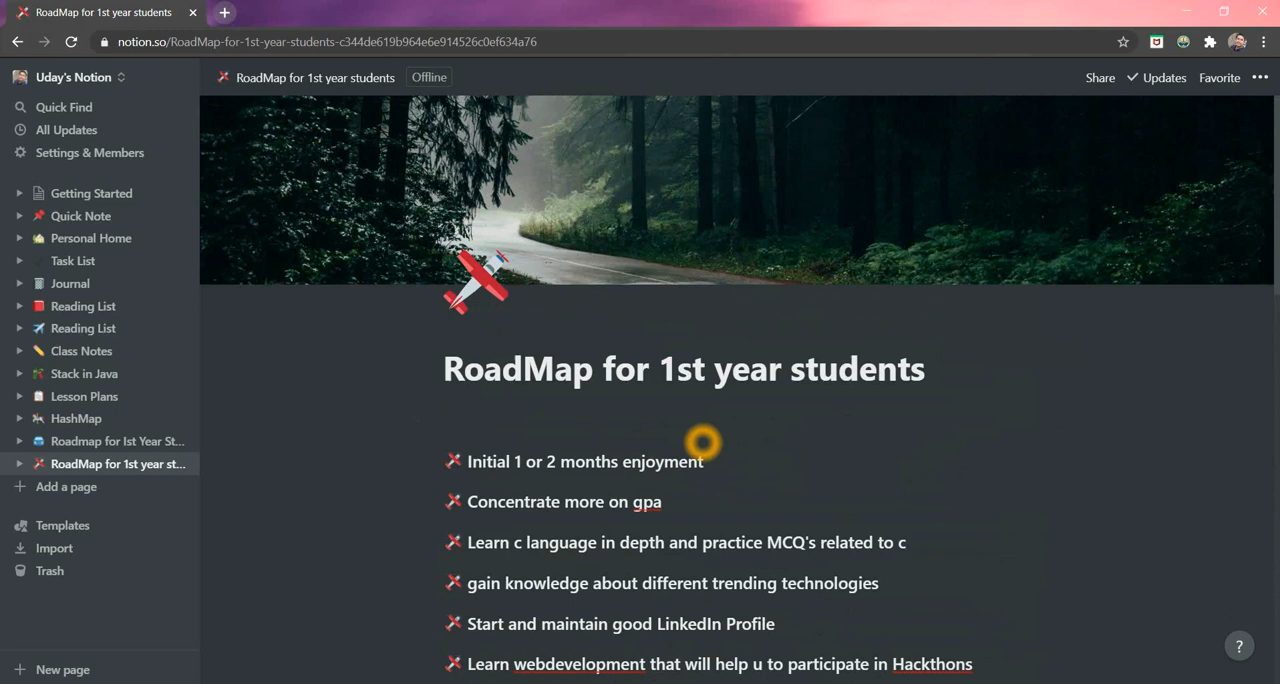 RoadMap for 1st year students
notion.so/RoadMap-for-1st-year-students-c344de619b964e6e914526c0ef634a76
Uday's Notion
RoadMap for 1st year students
Offline
Share
Updates
Favorite
Quick Find
All Updates
Settings & Members
Getting Started
Quick Note
Personal Home
Task List
Journal
Reading List
Reading List
Class Notes
Stack in Java
Lesson Plans
HashMap
Roadmap for Ist Year St...
RoadMap for 1st year st...
Add a page
Templates
Import
Trash
New page
RoadMap for 1st year students
Initial 1 or 2 months enjoyment
Concentrate more on gpa
Learn c language in depth and practice MCQ's related to c
gain knowledge about different trending technologies
Start and maintain good LinkedIn Profile
Learn webdevelopment that will help u to participate in Hackthons
?